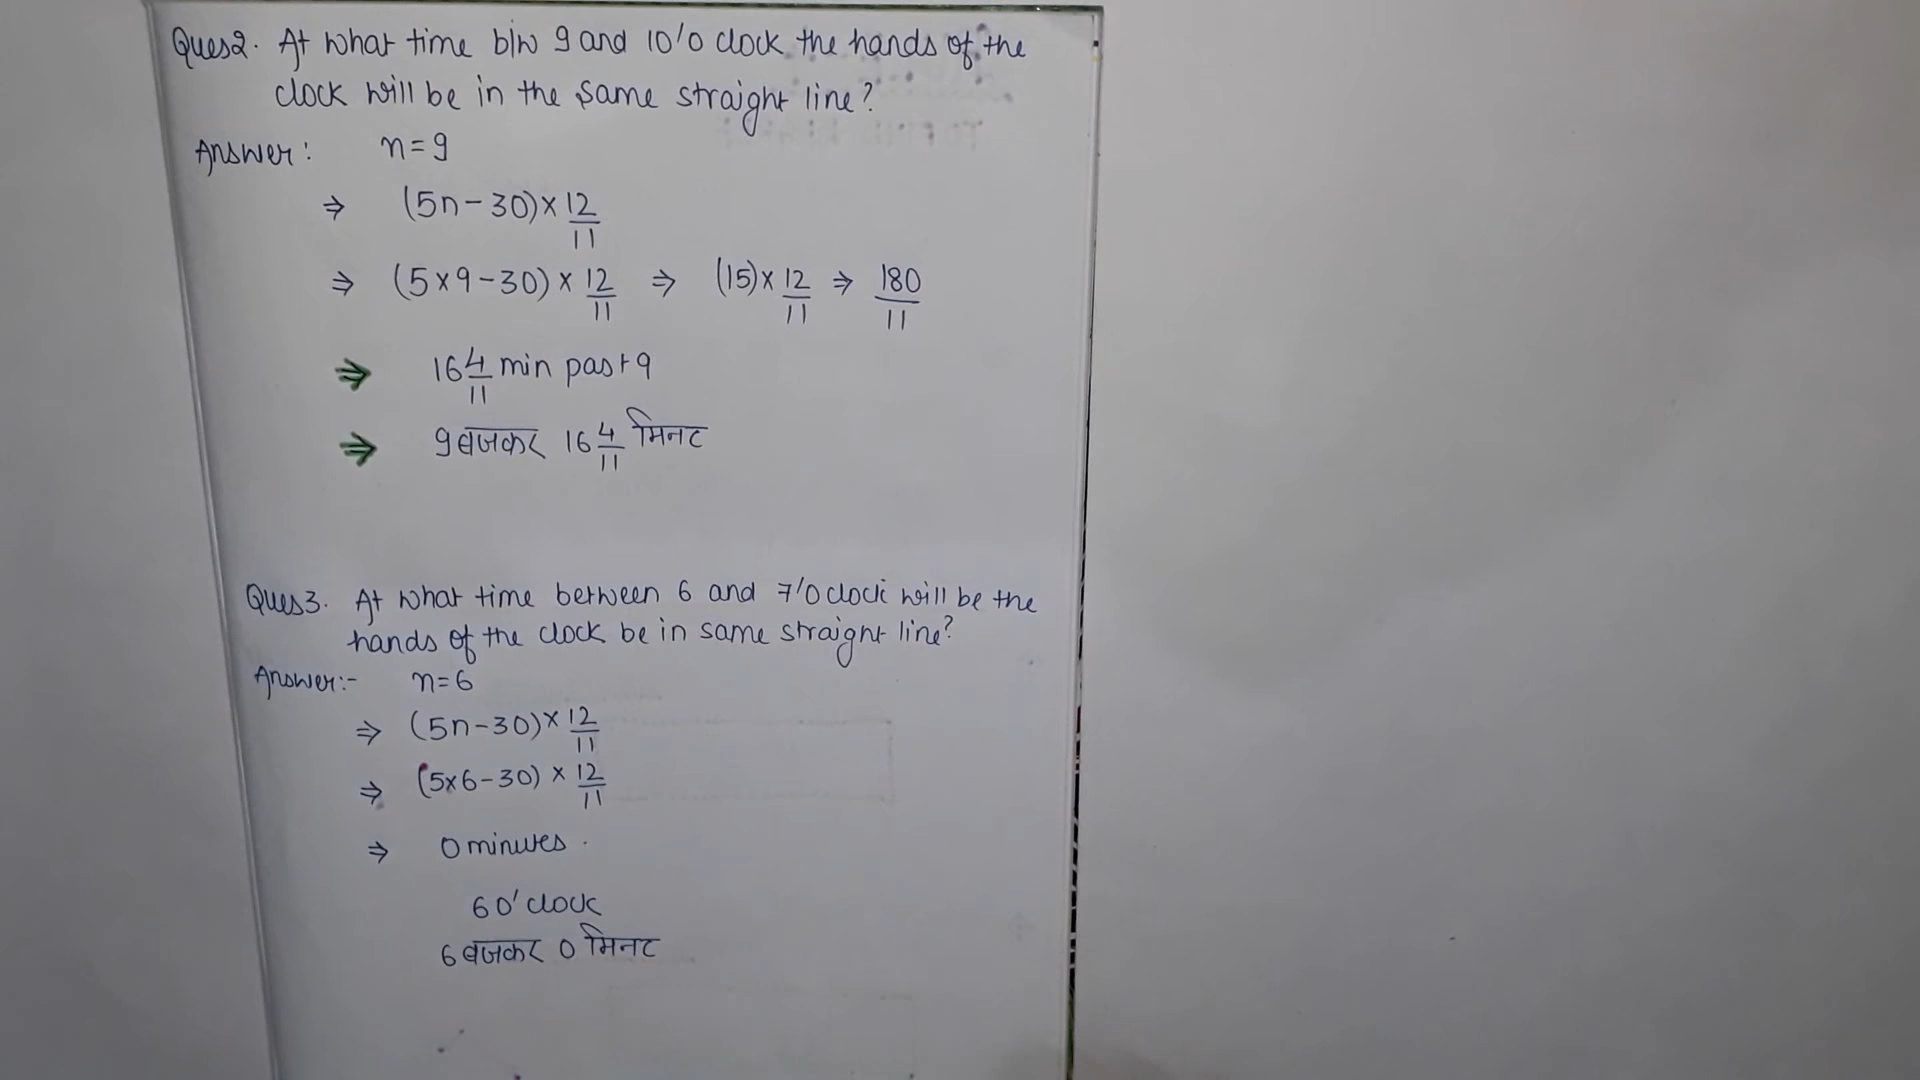 Ques2. At what time b/w 9 and 10'0 clock the hands of the
clock will be in the same straight line?
Answer: n=9
⇒ (5n-30)×12/11
⇒ (5×9-30)×12/11 ⇒ (15)×12/11 ⇒ 180/11
⇒ 16 4/11 min past 9
⇒ 9 बजकर 16 4/11 मिनट
Ques3. At what time between 6 and 7'0 clock will be the
hands of the clock be in same straight line?
Answer:- n=6
⇒ (5n-30)×12/11
⇒ (5×6-30)×12/11
⇒ 0 minutes.
6 0'clock
6 बजकर 0 मिनट